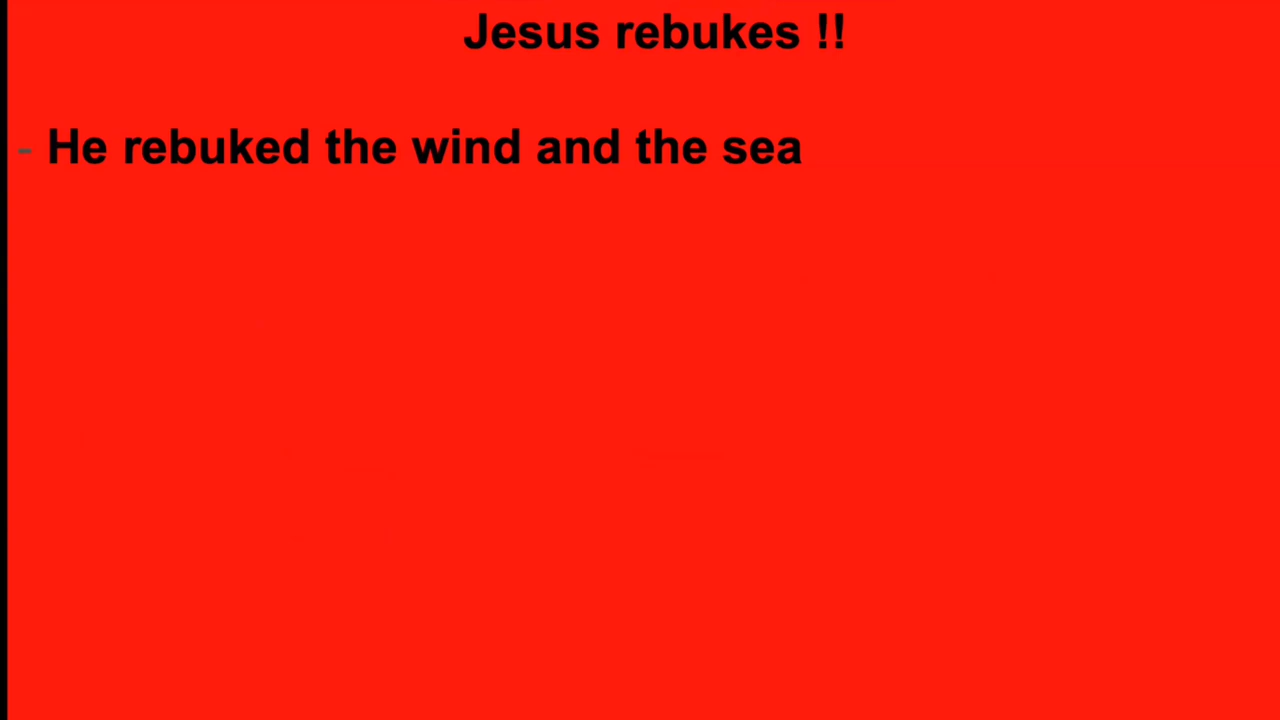 Jesus rebukes !!
- He rebuked the wind and the sea